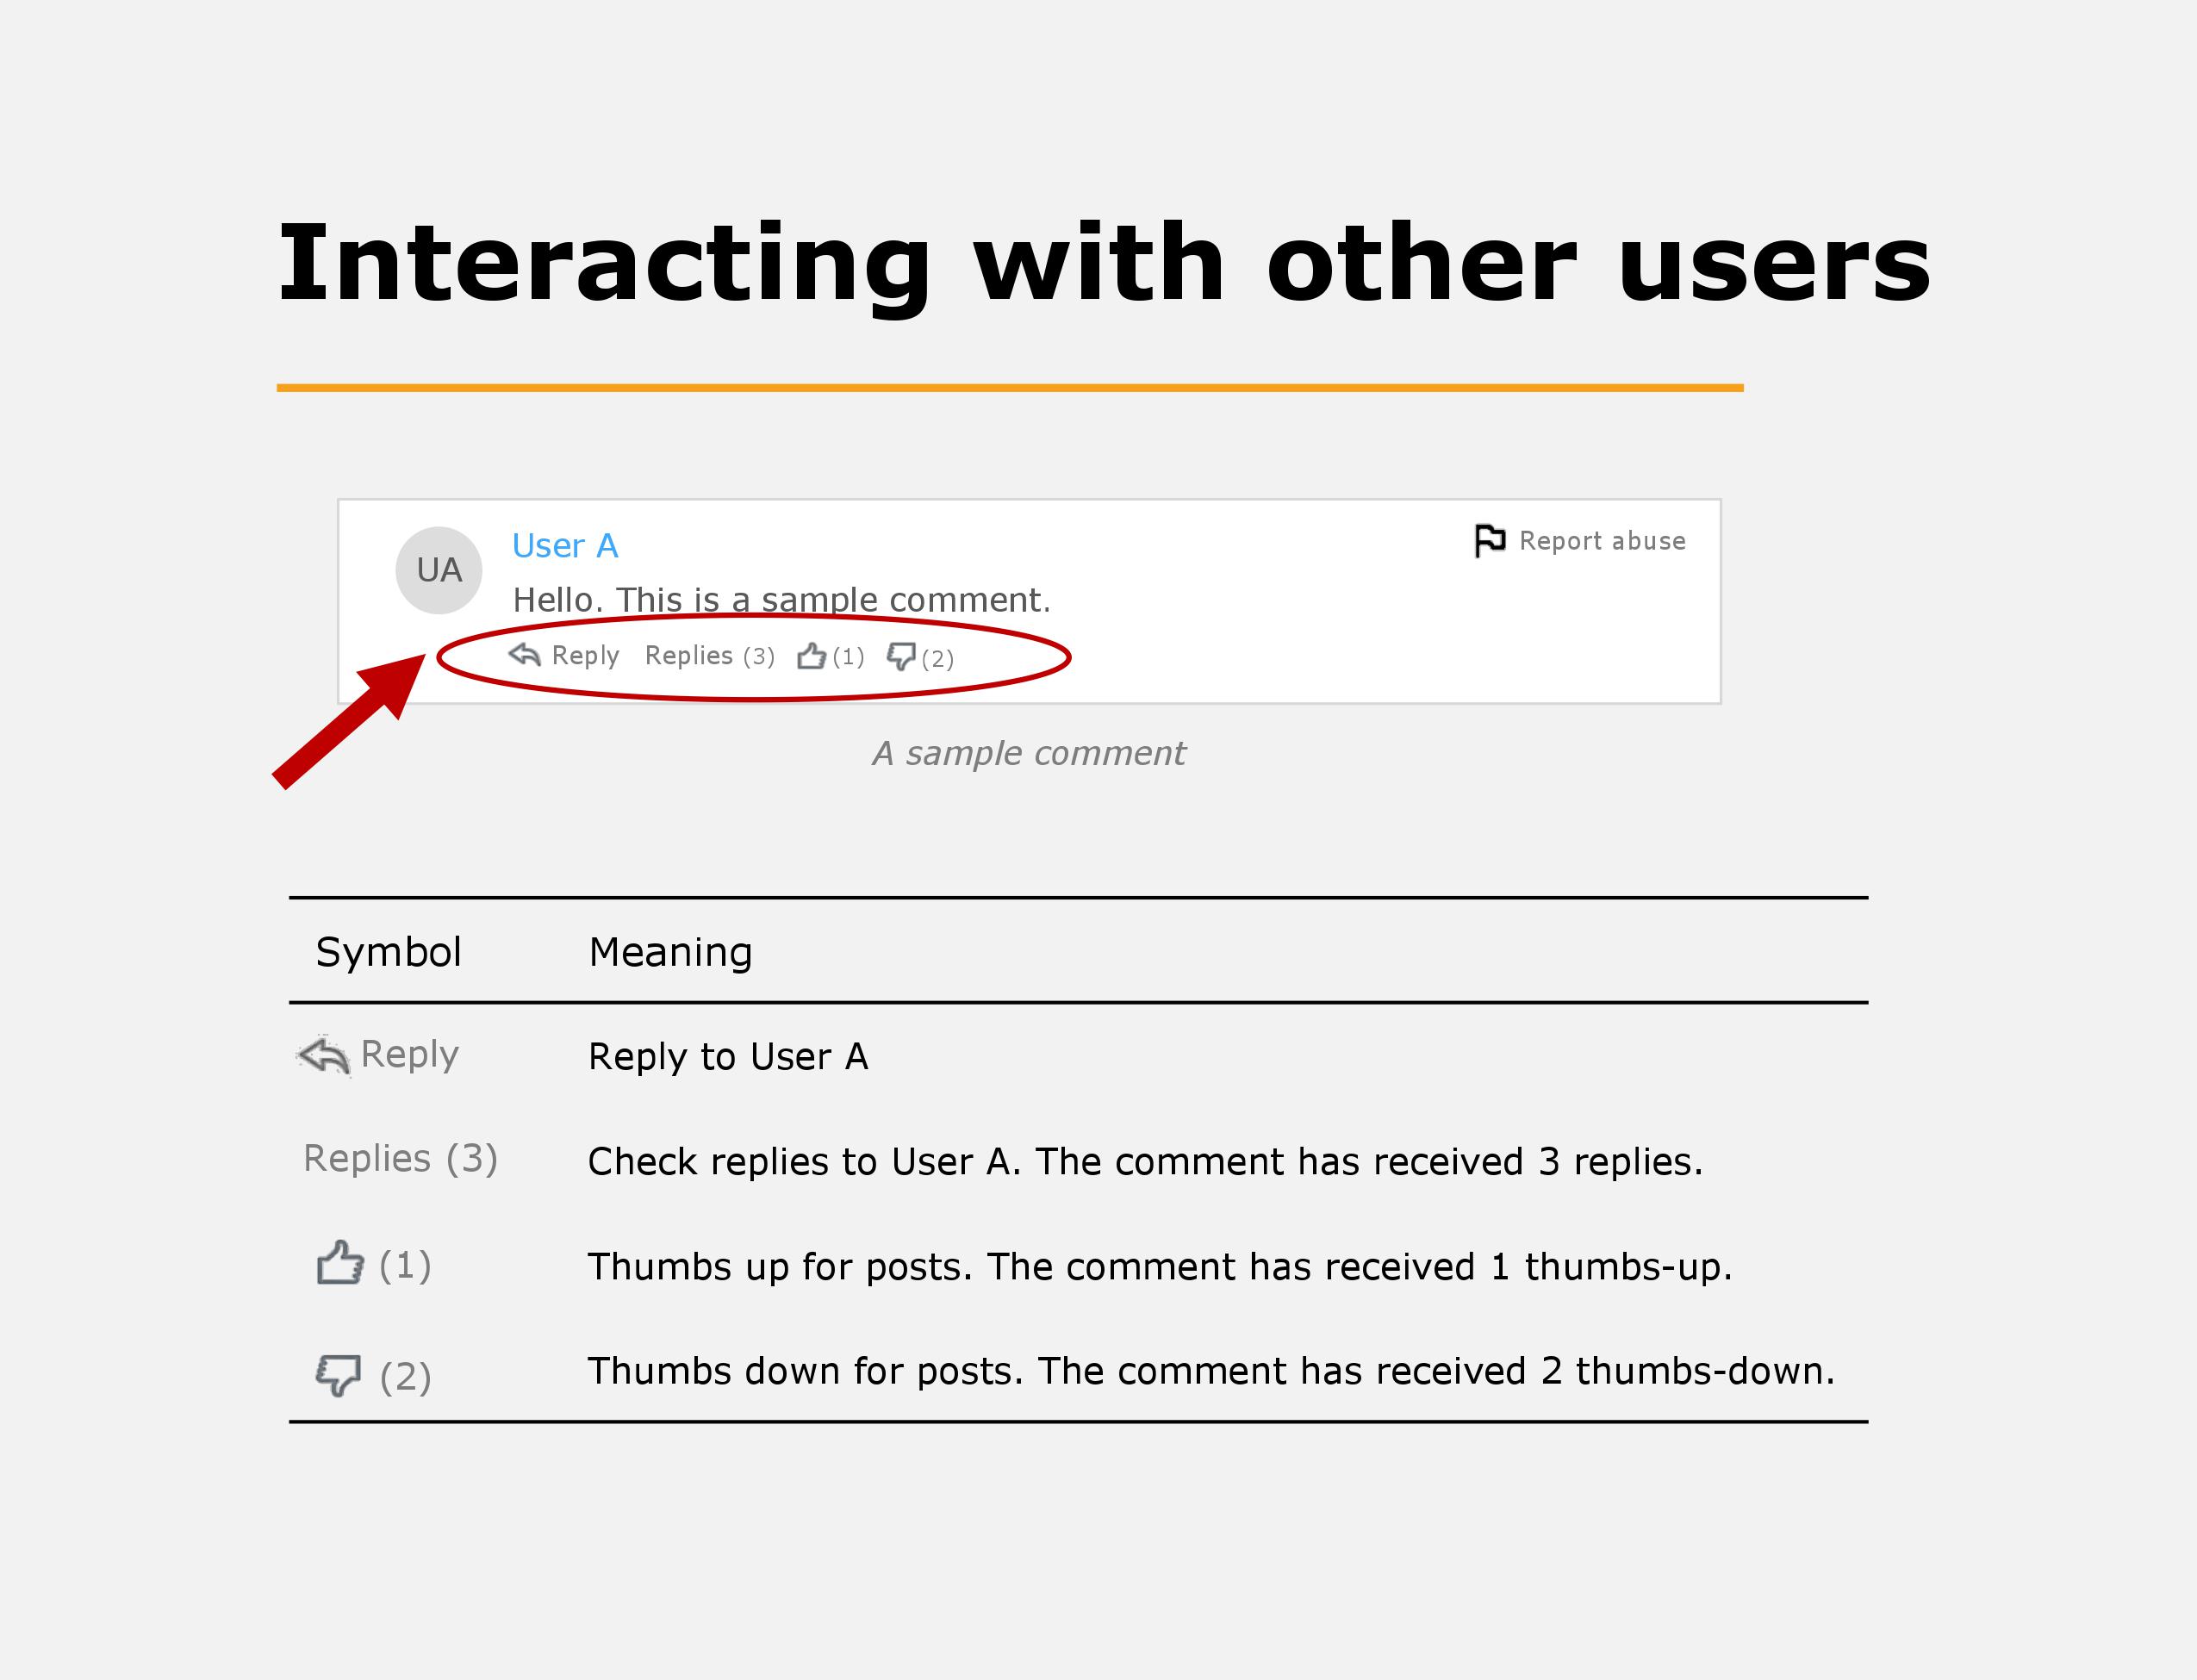 Interacting with other users
UA
User A
Report abuse
Hello. This is a sample comment.
Reply Replies (3) (1) (2)
A sample comment
Symbol Meaning
Reply Reply to User A
Replies (3) Check replies to User A. The comment has received 3 replies.
(1) Thumbs up for posts. The comment has received 1 thumbs-up.
(2) Thumbs down for posts. The comment has received 2 thumbs-down.